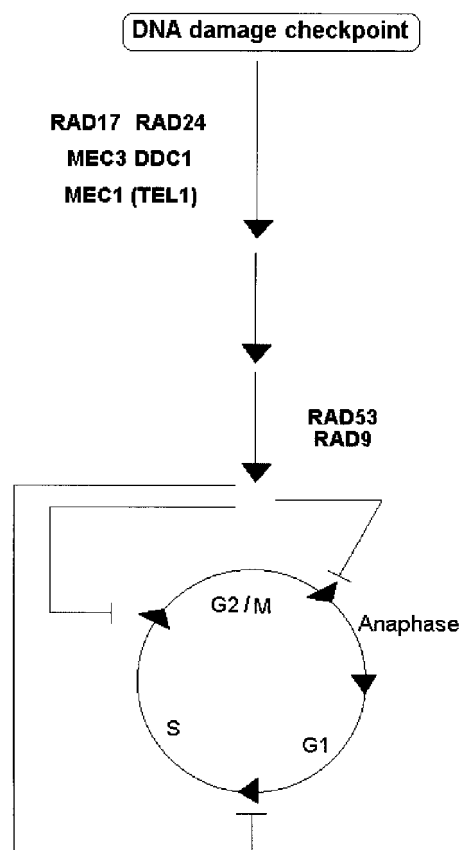 DNA damage checkpoint
RAD17 RAD24
MEC3 DDC1
MEC1 (TEL1)
RAD53
RAD9
G2/M
Anaphase
S
G1